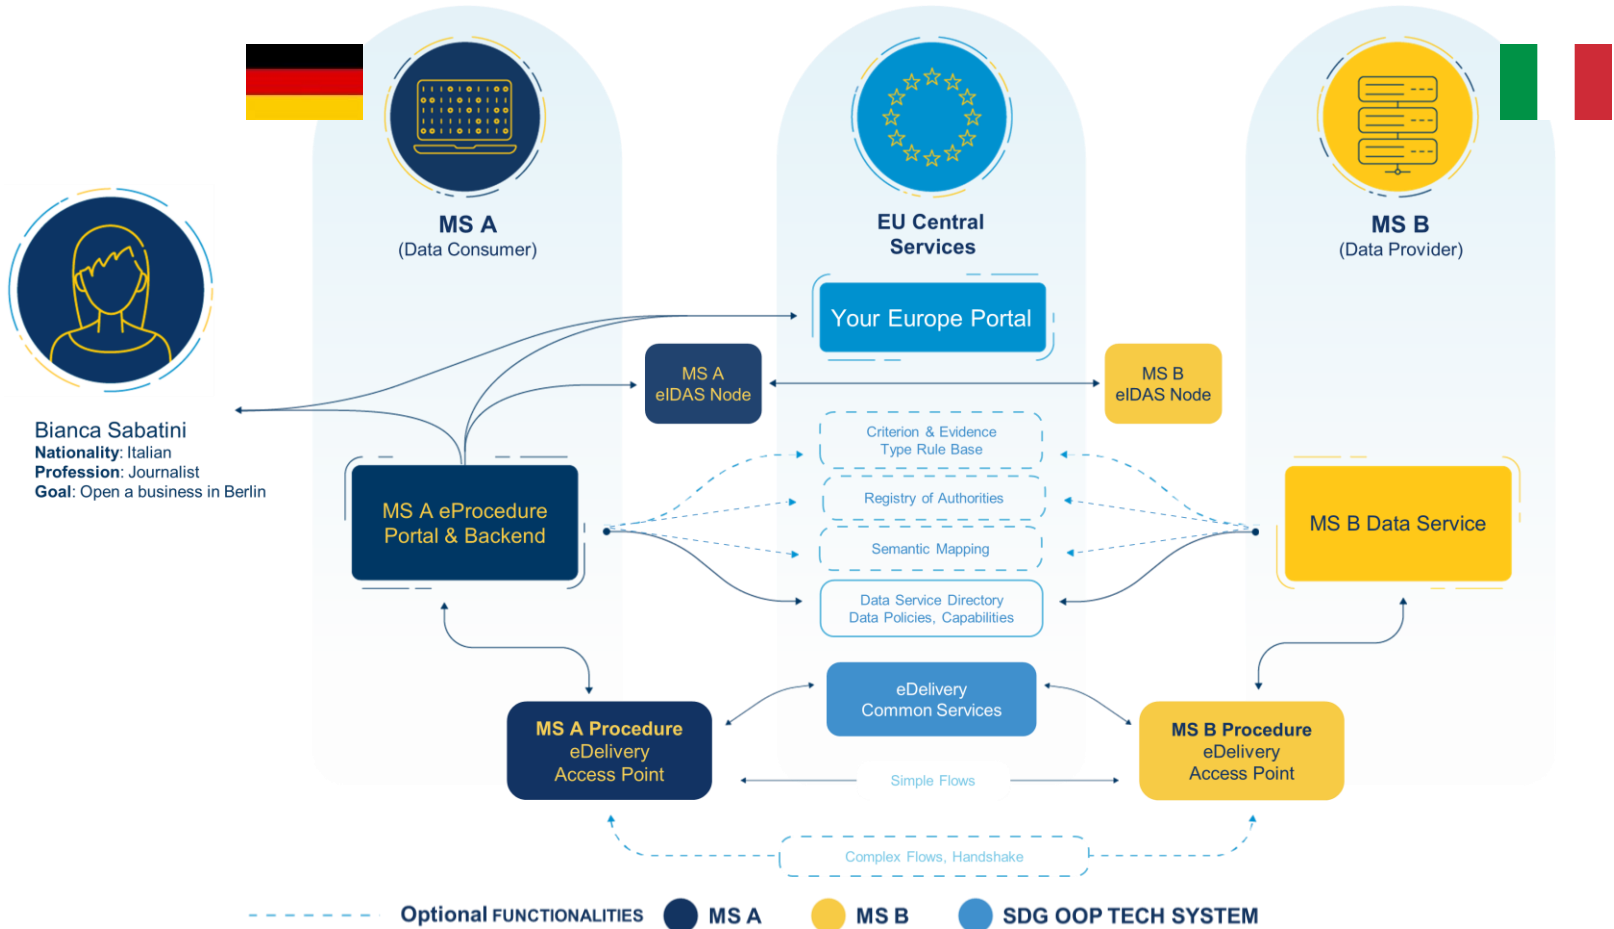 MS A
(Data Consumer)
EU Central
Services
MS B
(Data Provider)
Your Europe Portal
MS A
eIDAS Node
MS B
eIDAS Node
Bianca Sabatini
Nationality: Italian
Profession: Journalist
Goal: Open a business in Berlin
Criterion & Evidence
Type Rule Base
Registry of Authorities
Semantic Mapping
Data Service Directory
Data Policies, Capabilities
MS A eProcedure
Portal & Backend
MS B Data Service
eDelivery
Common Services
MS A Procedure
eDelivery
Access Point
MS B Procedure
eDelivery
Access Point
Simple Flows
Complex Flows, Handshake
Optional FUNCTIONALITIES
MS A
MS B
SDG OOP TECH SYSTEM